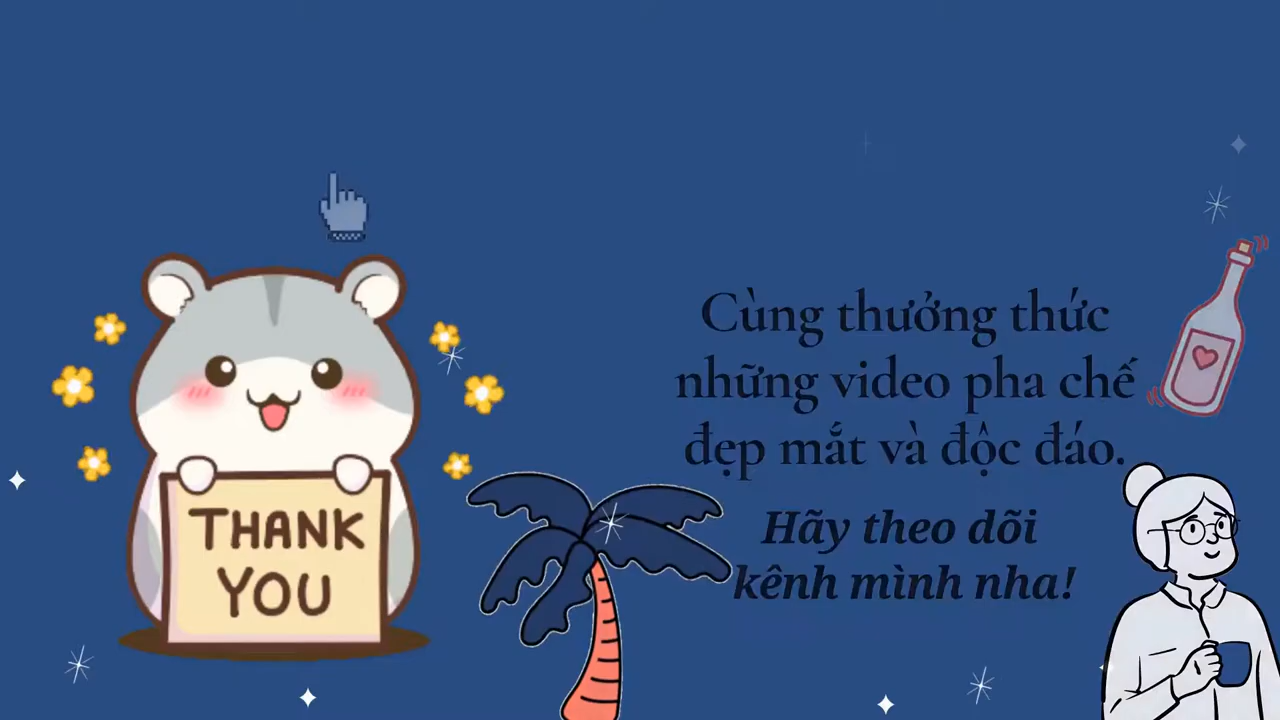 THANK
YOU
Cùng thưởng thức
những video pha chế
đẹp mắt và độc đáo.
Hãy theo dõi
kênh mình nha!